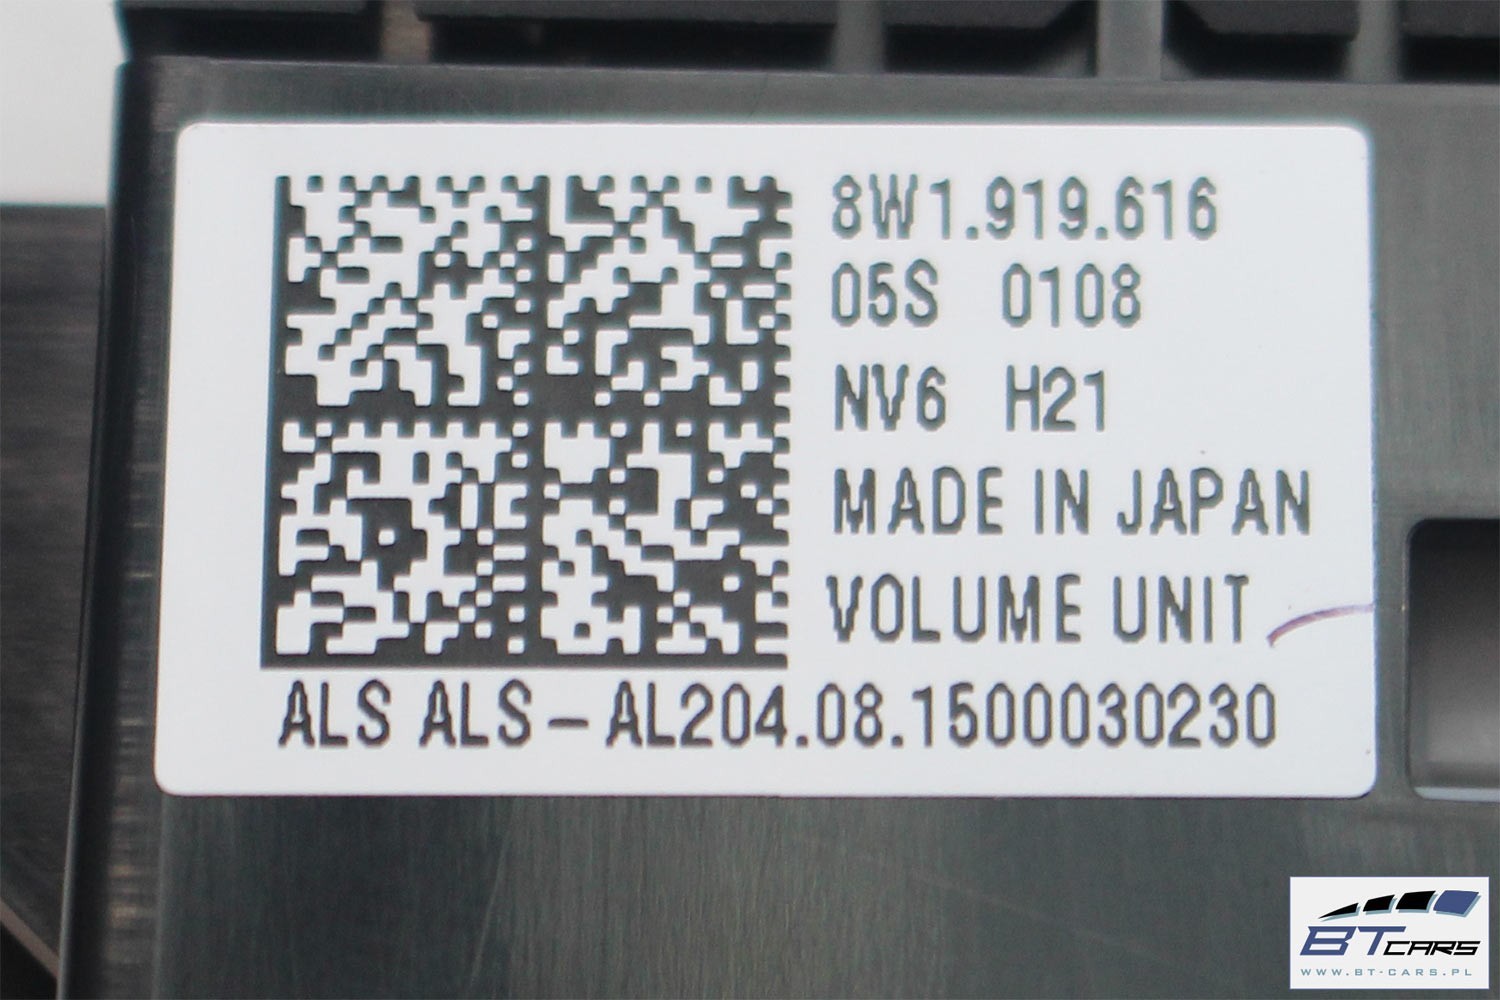 8W1.919.616
05S 0108
NV6 H21
MADE IN JAPAN
VOLUME UNIT
ALS ALS-AL204.08.1500030230
BT CARS
WWW.BT-CARS.PL